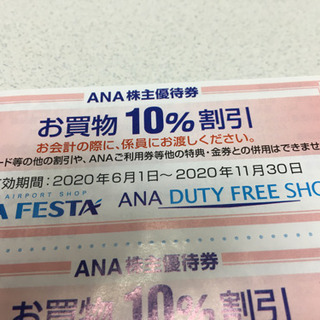 ANA株主優待券
お買物10%割引
お会計の際に、係員にお渡しください。
ード等の他の割引や、ANAご利用券等他の特典・金券との併用はできませ
効期間:2020年6月1日～2020年11月30日
AIRPORT SHOP
A FESTA ANA DUTY FREE SHO
ANA株主優待券
お買物10%割引